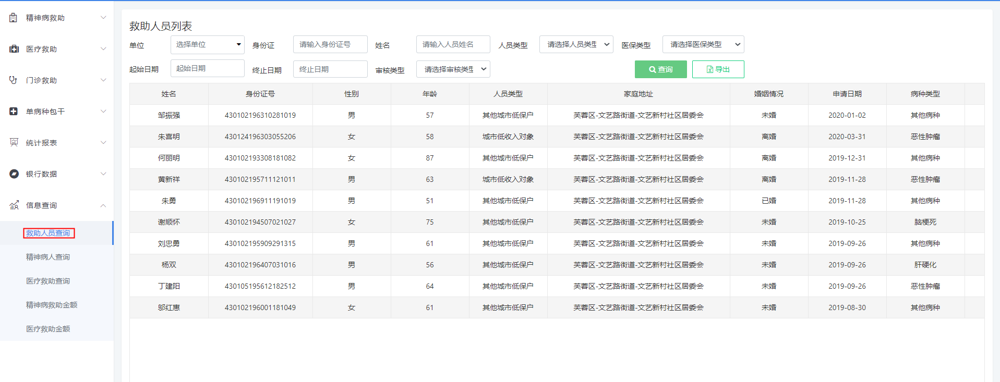 精神病救助
医疗救助
门诊救助
单病种包干
统计报表
银行数据
信息查询
救助人员查询
精神病人查询
医疗救助查询
精神病救助金额
医疗救助金额
救助人员列表
单位 选择单位 身份证 请输入身份证号 姓名 请输入人员姓名 人员类型 请选择人员类型 医保类型 请选择医保类型
起始日期 起始日期 终止日期 终止日期 审核类型 请选择审核类型 查询 导出
姓名 身份证号 性别 年龄 人员类型 家庭地址 婚姻情况 申请日期 病种类型
邹振强 430102196310281019 男 57 其他城市低保户 芙蓉区-文艺路街道-文艺新村社区居委会 未婚 2020-01-02 其他病种
朱喜明 430124196303055206 女 58 城市低收入对象 芙蓉区-文艺路街道-文艺新村社区居委会 离婚 2020-03-31 恶性肿瘤
何丽明 430102193308181082 女 87 其他城市低保户 芙蓉区-文艺路街道-文艺新村社区居委会 离婚 2019-12-31 其他病种
黄新祥 430102195711121011 男 63 城市低收入对象 芙蓉区-文艺路街道-文艺新村社区居委会 离婚 2019-11-28 恶性肿瘤
朱勇 430102196911191019 男 51 其他城市低保户 芙蓉区-文艺路街道-文艺新村社区居委会 已婚 2019-11-28 其他病种
谢顺怀 430102194507021027 女 75 其他城市低保户 芙蓉区-文艺路街道-文艺新村社区居委会 未婚 2019-10-25 脑梗死
刘忠勇 430102195909291315 男 61 其他城市低保户 芙蓉区-文艺路街道-文艺新村社区居委会 未婚 2019-09-26 其他病种
杨双 430102196407031016 男 56 其他城市低保户 芙蓉区-文艺路街道-文艺新村社区居委会 未婚 2019-09-26 肝硬化
丁建阳 430105195612182512 男 64 其他城市低保户 芙蓉区-文艺路街道-文艺新村社区居委会 未婚 2019-09-26 恶性肿瘤
邬红惠 430102196001181049 女 61 其他城市低保户 芙蓉区-文艺路街道-文艺新村社区居委会 未婚 2019-08-30 其他病种